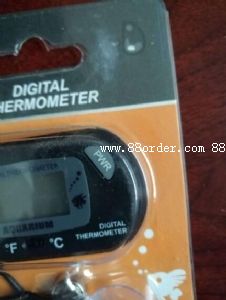 DIGITAL
THERMOMETER
www.88order.com 88
PWR
AQUARIUM
DIGITAL
THERMOMETER
°F
°C